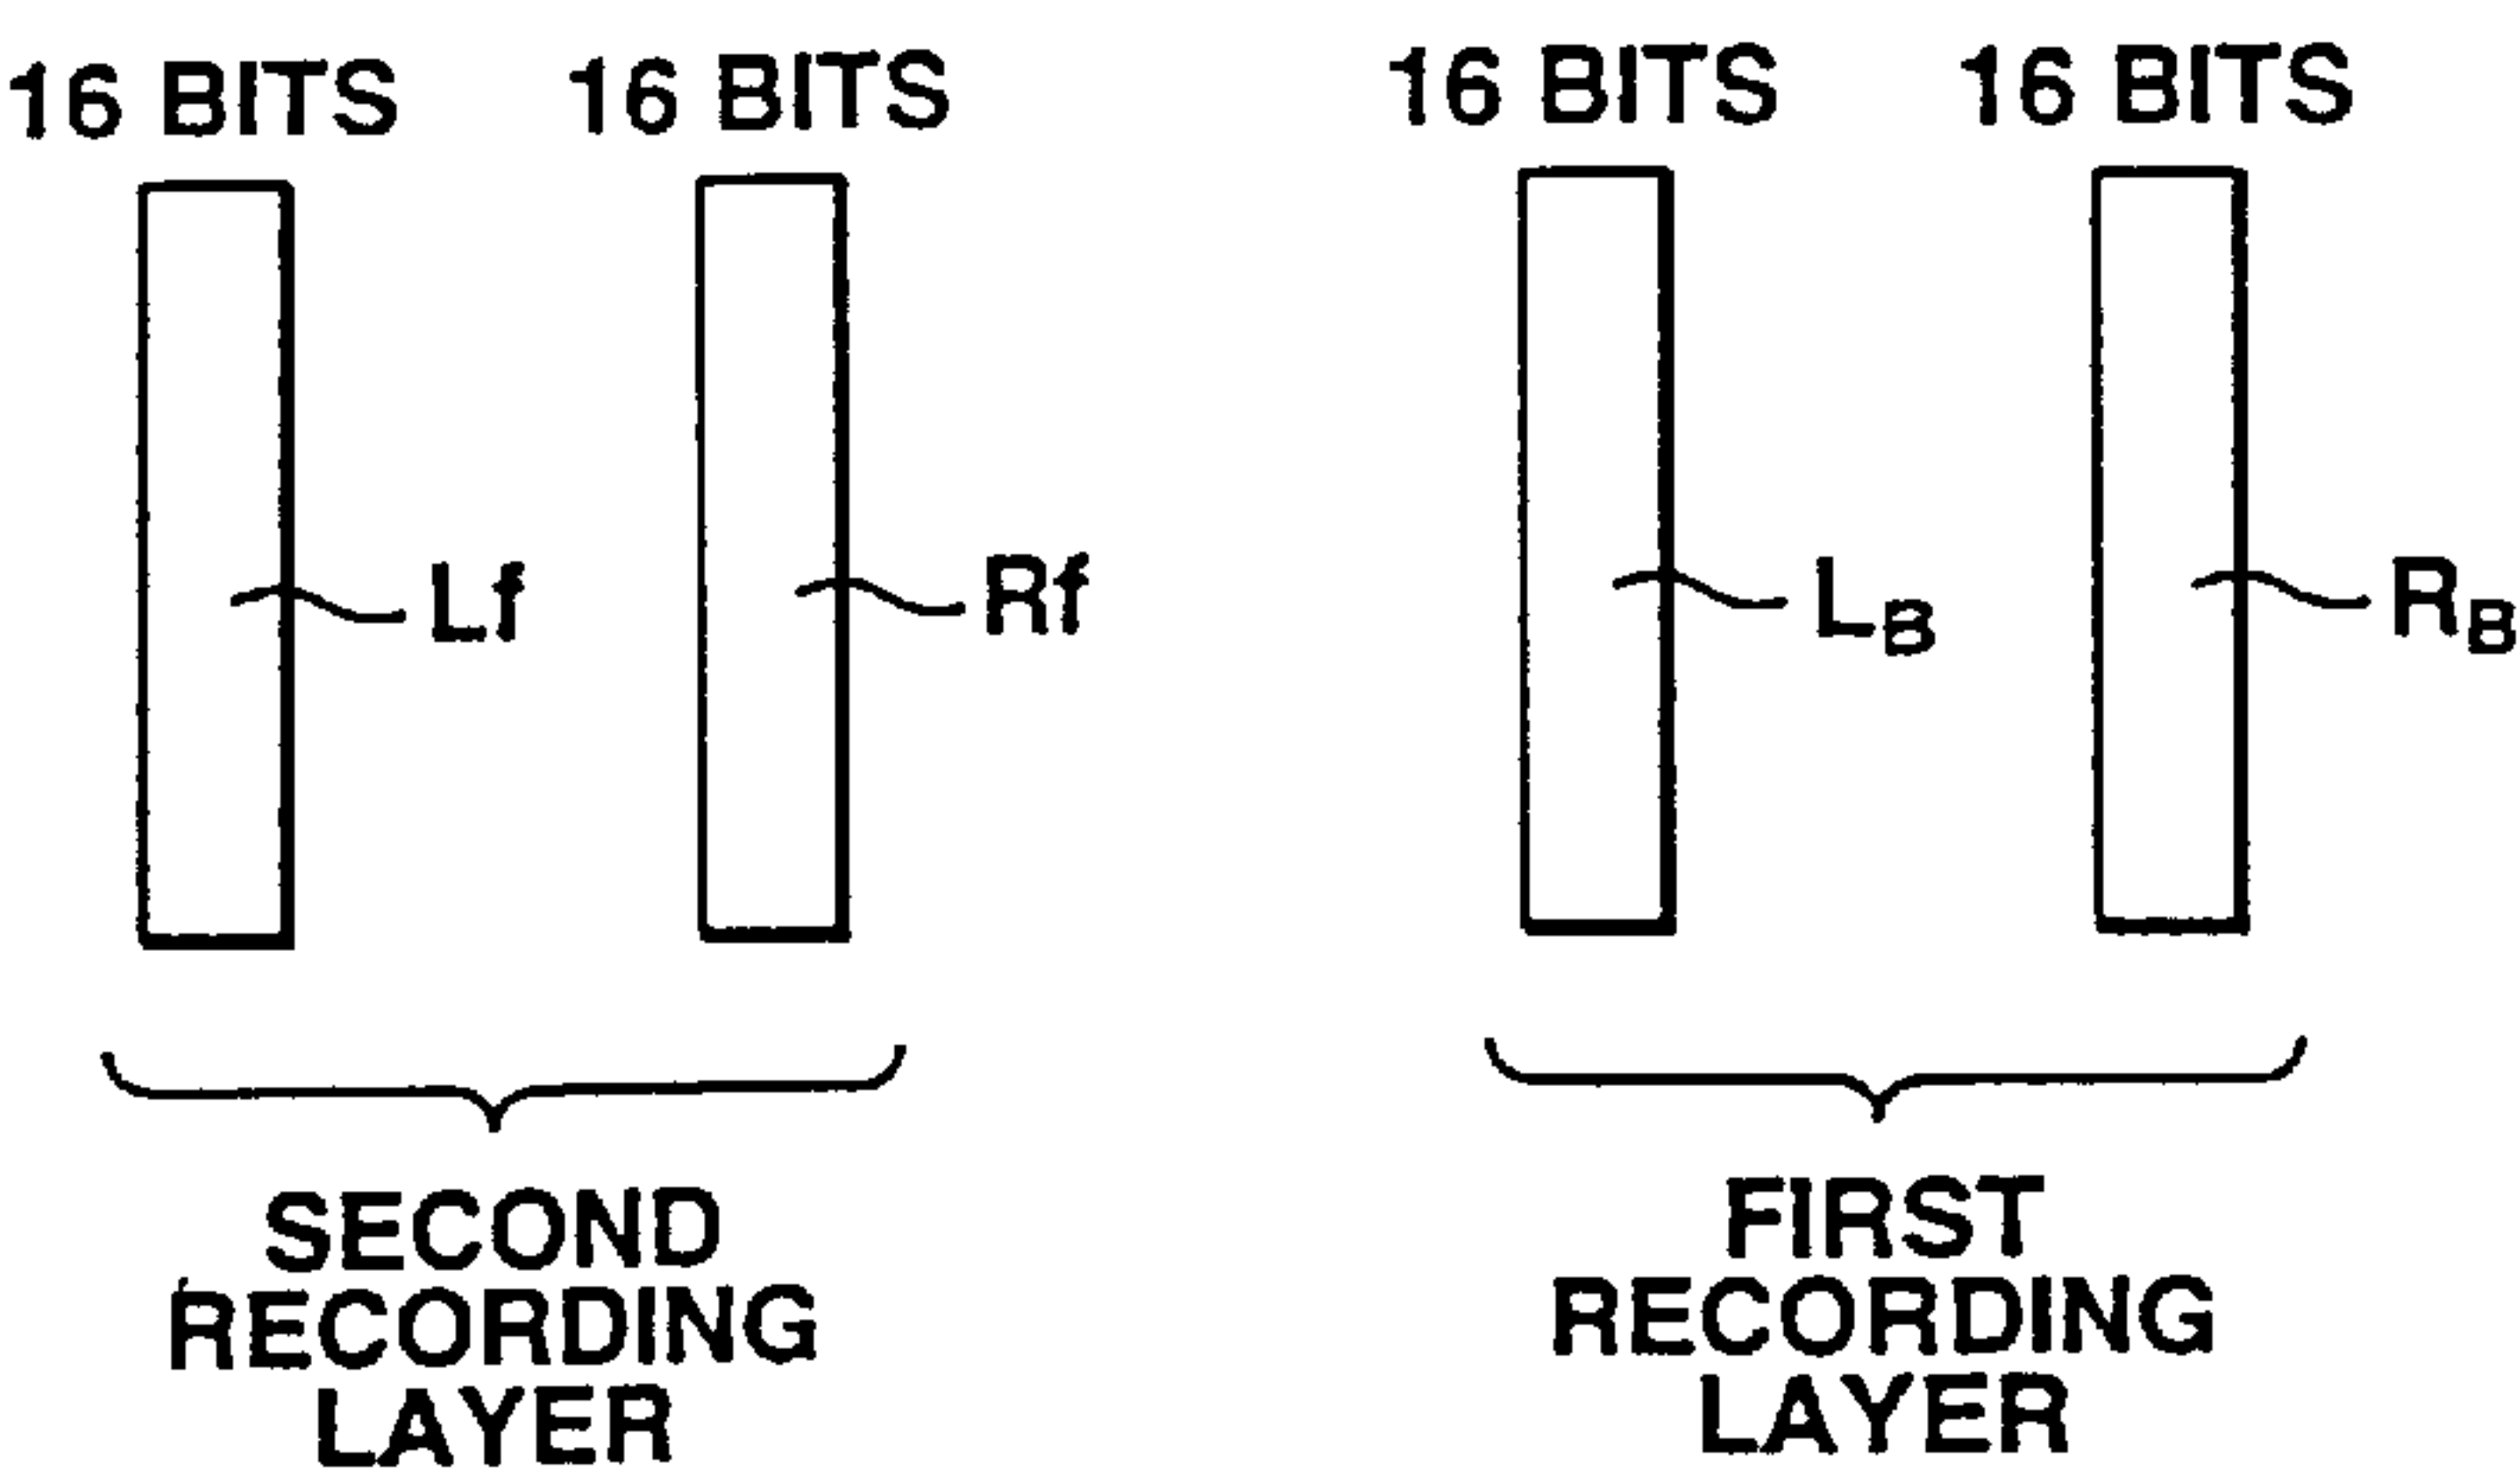 16 BITS 16 BITS 16 BITS 16 BITS
Lf Rf LB RB
SECOND
RECORDING
LAYER
FIRST
RECORDING
LAYER